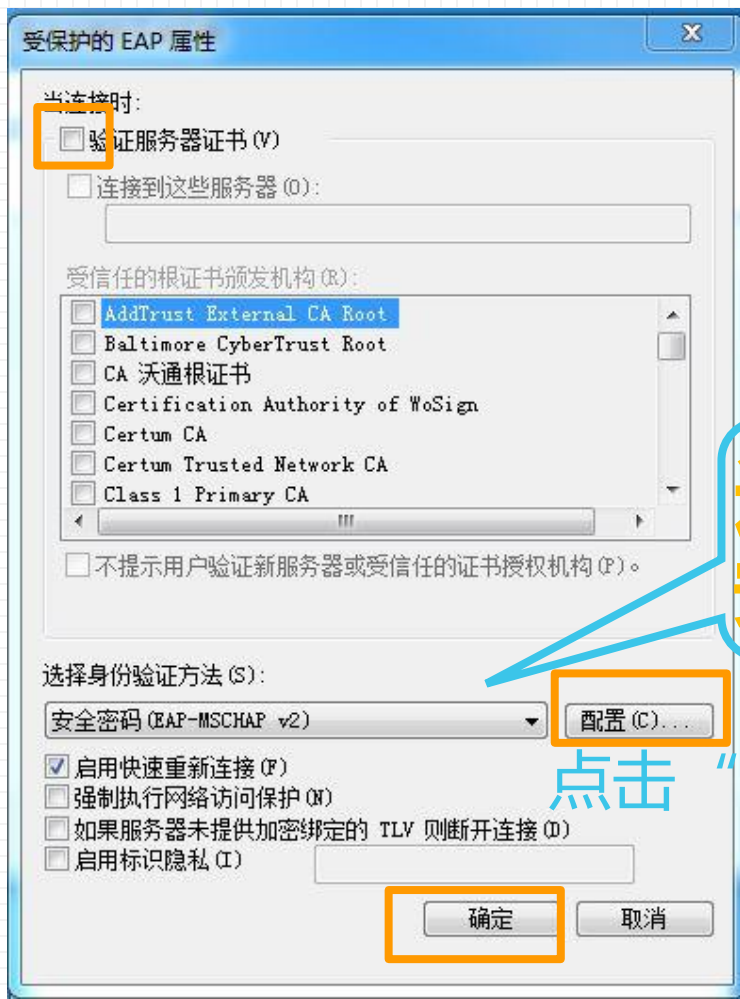 受保护的 EAP 属性
当连接时:
验证服务器证书(V)
连接到这些服务器(O):
受信任的根证书颁发机构(R):
AddTrust External CA Root
Baltimore CyberTrust Root
CA 沃通根证书
Certification Authority of WoSign
Certum CA
Certum Trusted Network CA
Class 1 Primary CA
不提示用户验证新服务器或受信任的证书授权机构(P)。
选择身份验证方法(S):
安全密码(EAP-MSCHAP v2)
配置(C)...
点击“
启用快速重新连接(F)
强制执行网络访问保护(N)
如果服务器未提供加密绑定的 TLV 则断开连接(D)
启用标识隐私(I)
确定 取消